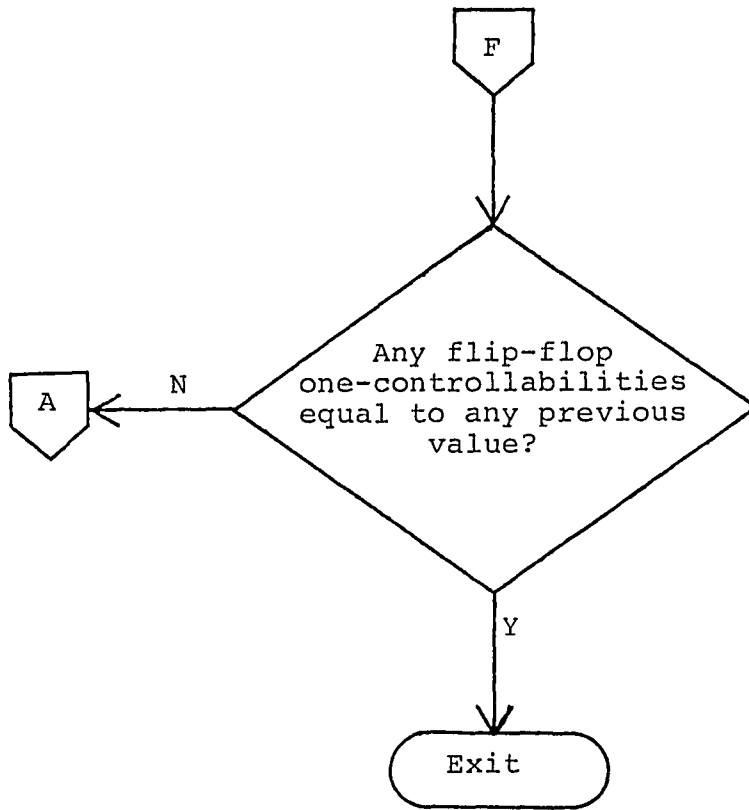 F
Any flip-flop
one-controllabilities
equal to any previous
value?
N
A
Y
Exit